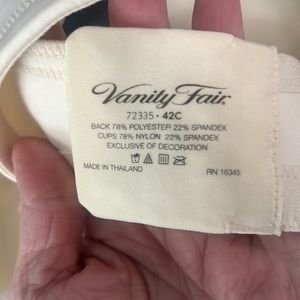 Vanity Fair.
72335 • 42C
BACK 78% POLYESTER 22% SPANDEX
CUPS 78% NYLON 22% SPANDEX
EXCLUSIVE OF DECORATION
MADE IN THAILAND RN 16345